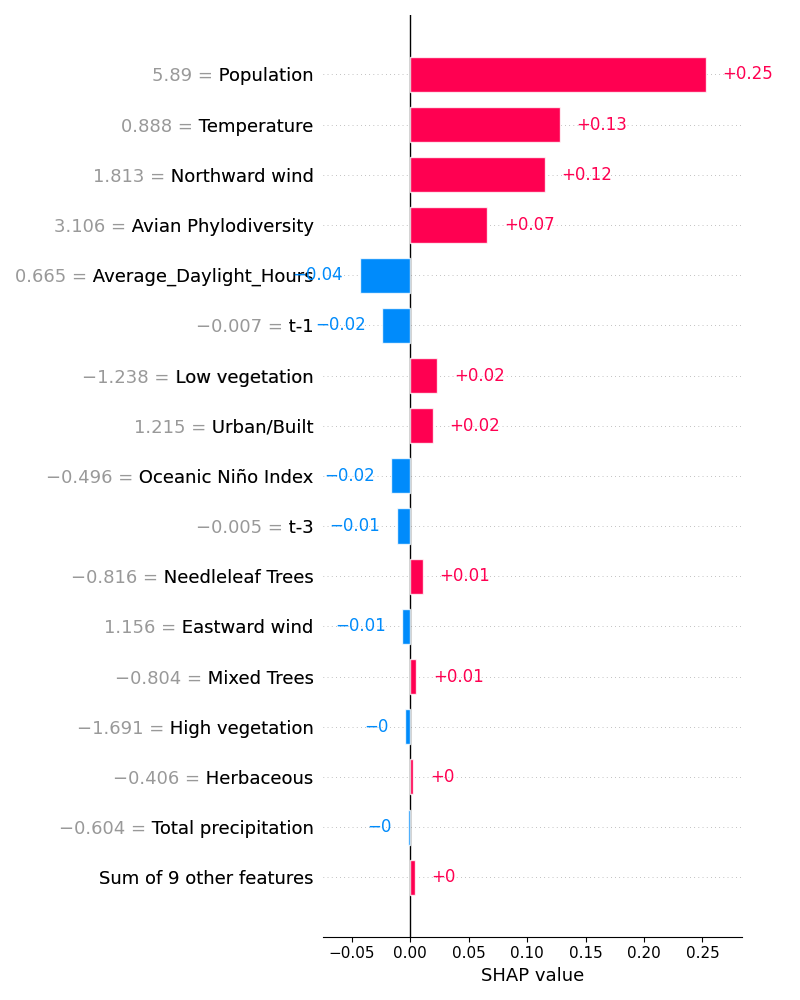 5.89 = Population +0.25
0.888 = Temperature +0.13
1.813 = Northward wind +0.12
3.106 = Avian Phylodiversity +0.07
0.665 = Average_Daylight_Hours −0.04
−0.007 = t-1 −0.02
−1.238 = Low vegetation +0.02
1.215 = Urban/Built +0.02
−0.496 = Oceanic Niño Index −0.02
−0.005 = t-3 −0.01
−0.816 = Needleleaf Trees +0.01
1.156 = Eastward wind −0.01
−0.804 = Mixed Trees +0.01
−1.691 = High vegetation −0
−0.406 = Herbaceous +0
−0.604 = Total precipitation −0
Sum of 9 other features +0
−0.05 0.00 0.05 0.10 0.15 0.20 0.25
SHAP value